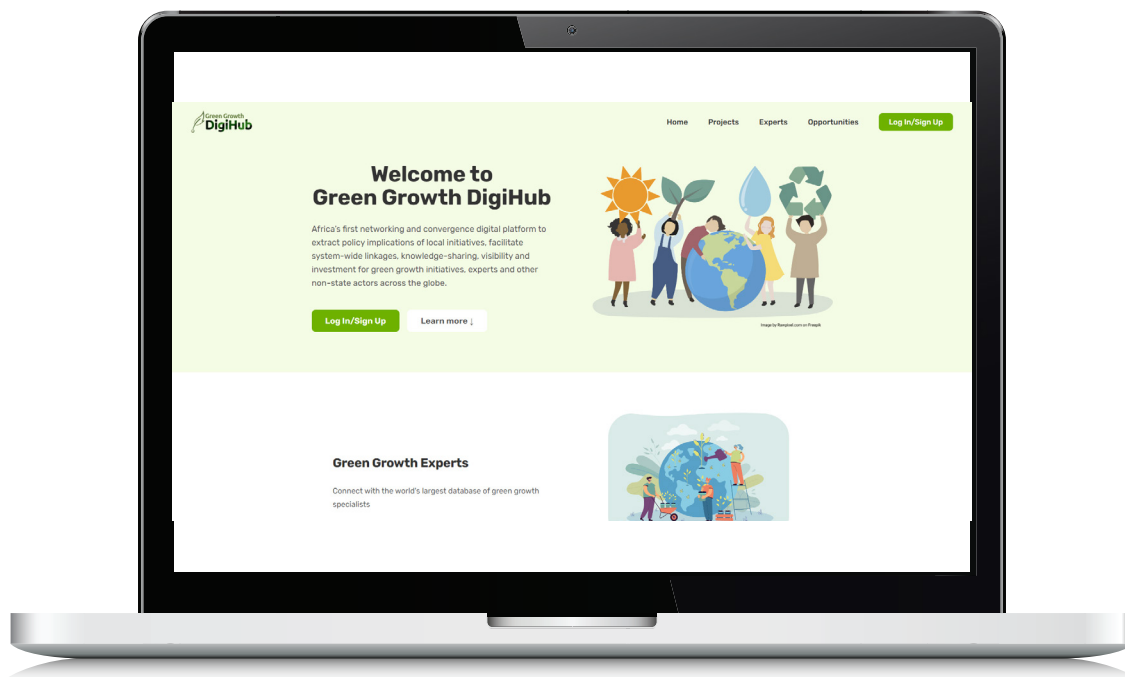 Green Growth
DigiHub
Home
Projects
Experts
Opportunities
Log In/Sign Up
Welcome to
Green Growth DigiHub
Africa's first networking and convergence digital platform to
extract policy implications of local initiatives, facilitate
system-wide linkages, knowledge-sharing, visibility and
investment for green growth initiatives, experts and other
non-state actors across the globe.
Log In/Sign Up
Learn more ↓
Image by Rawpixel.com on Freepik
Green Growth Experts
Connect with the world's largest database of green growth
specialists